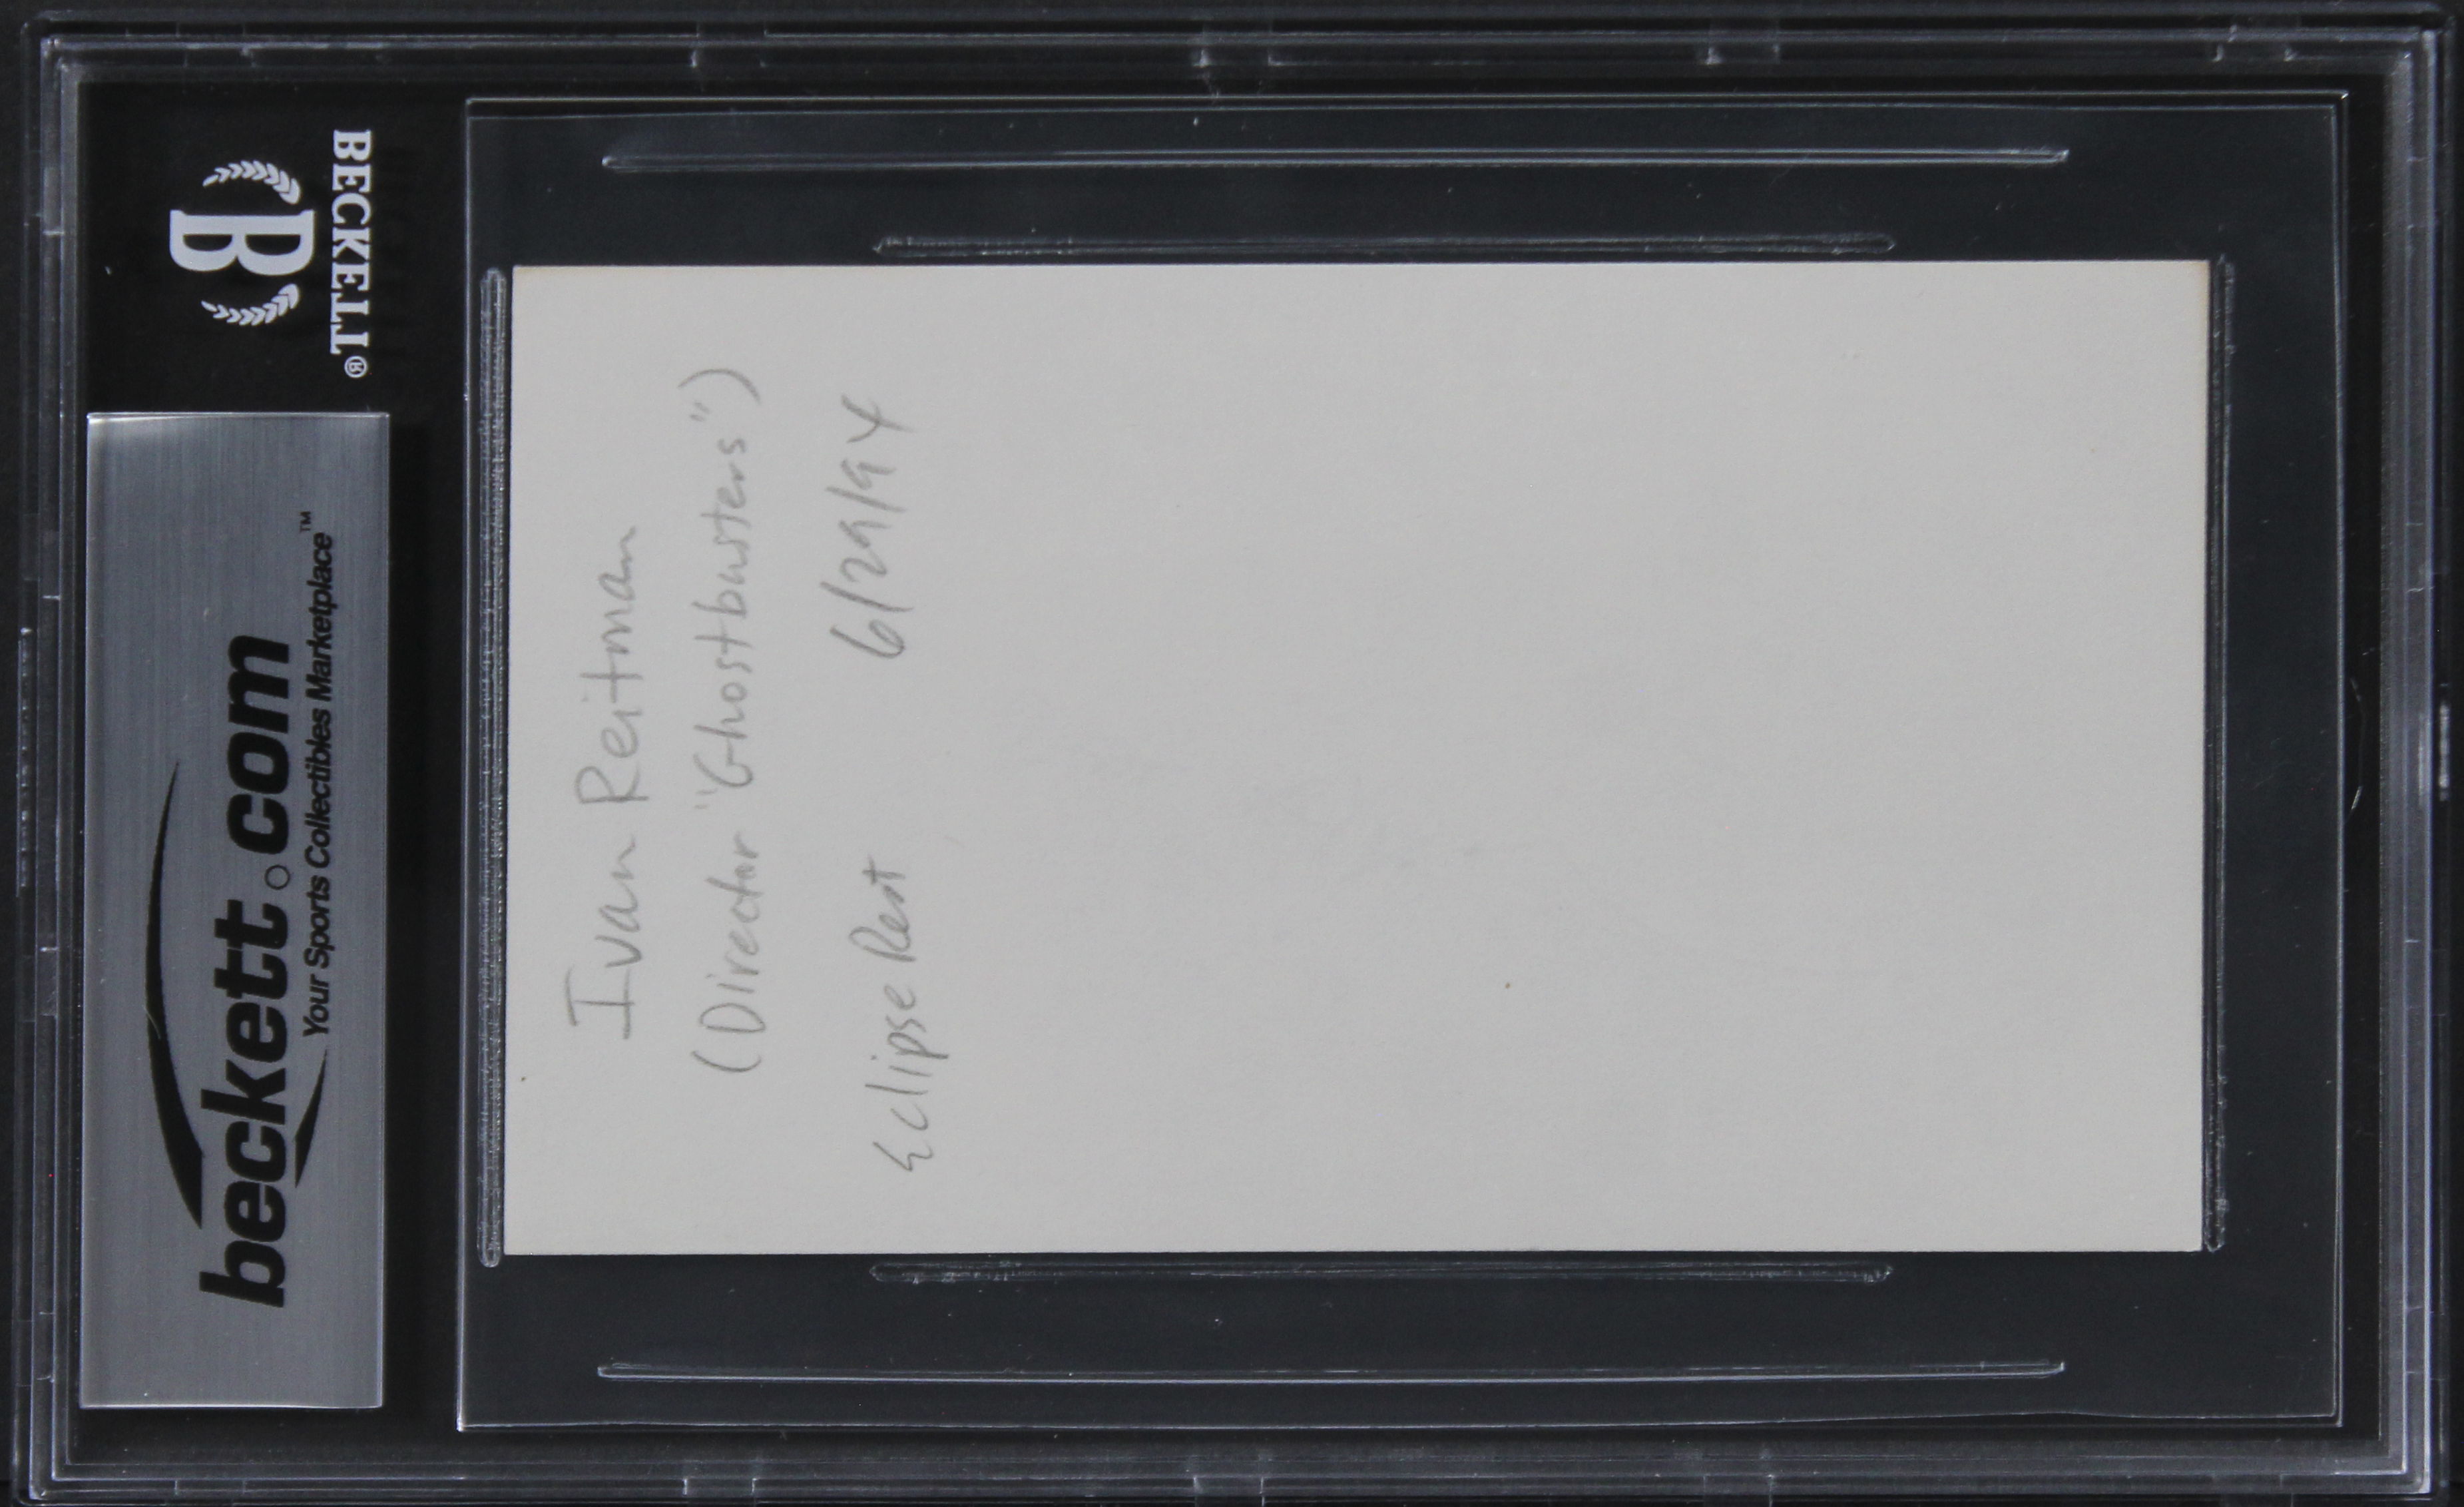 BECKETT®
B
beckett.com
Your Sports Collectibles Marketplace™
Ivan Reitman
(Director "Ghostbusters")
Eclipse Rest 6/29/94